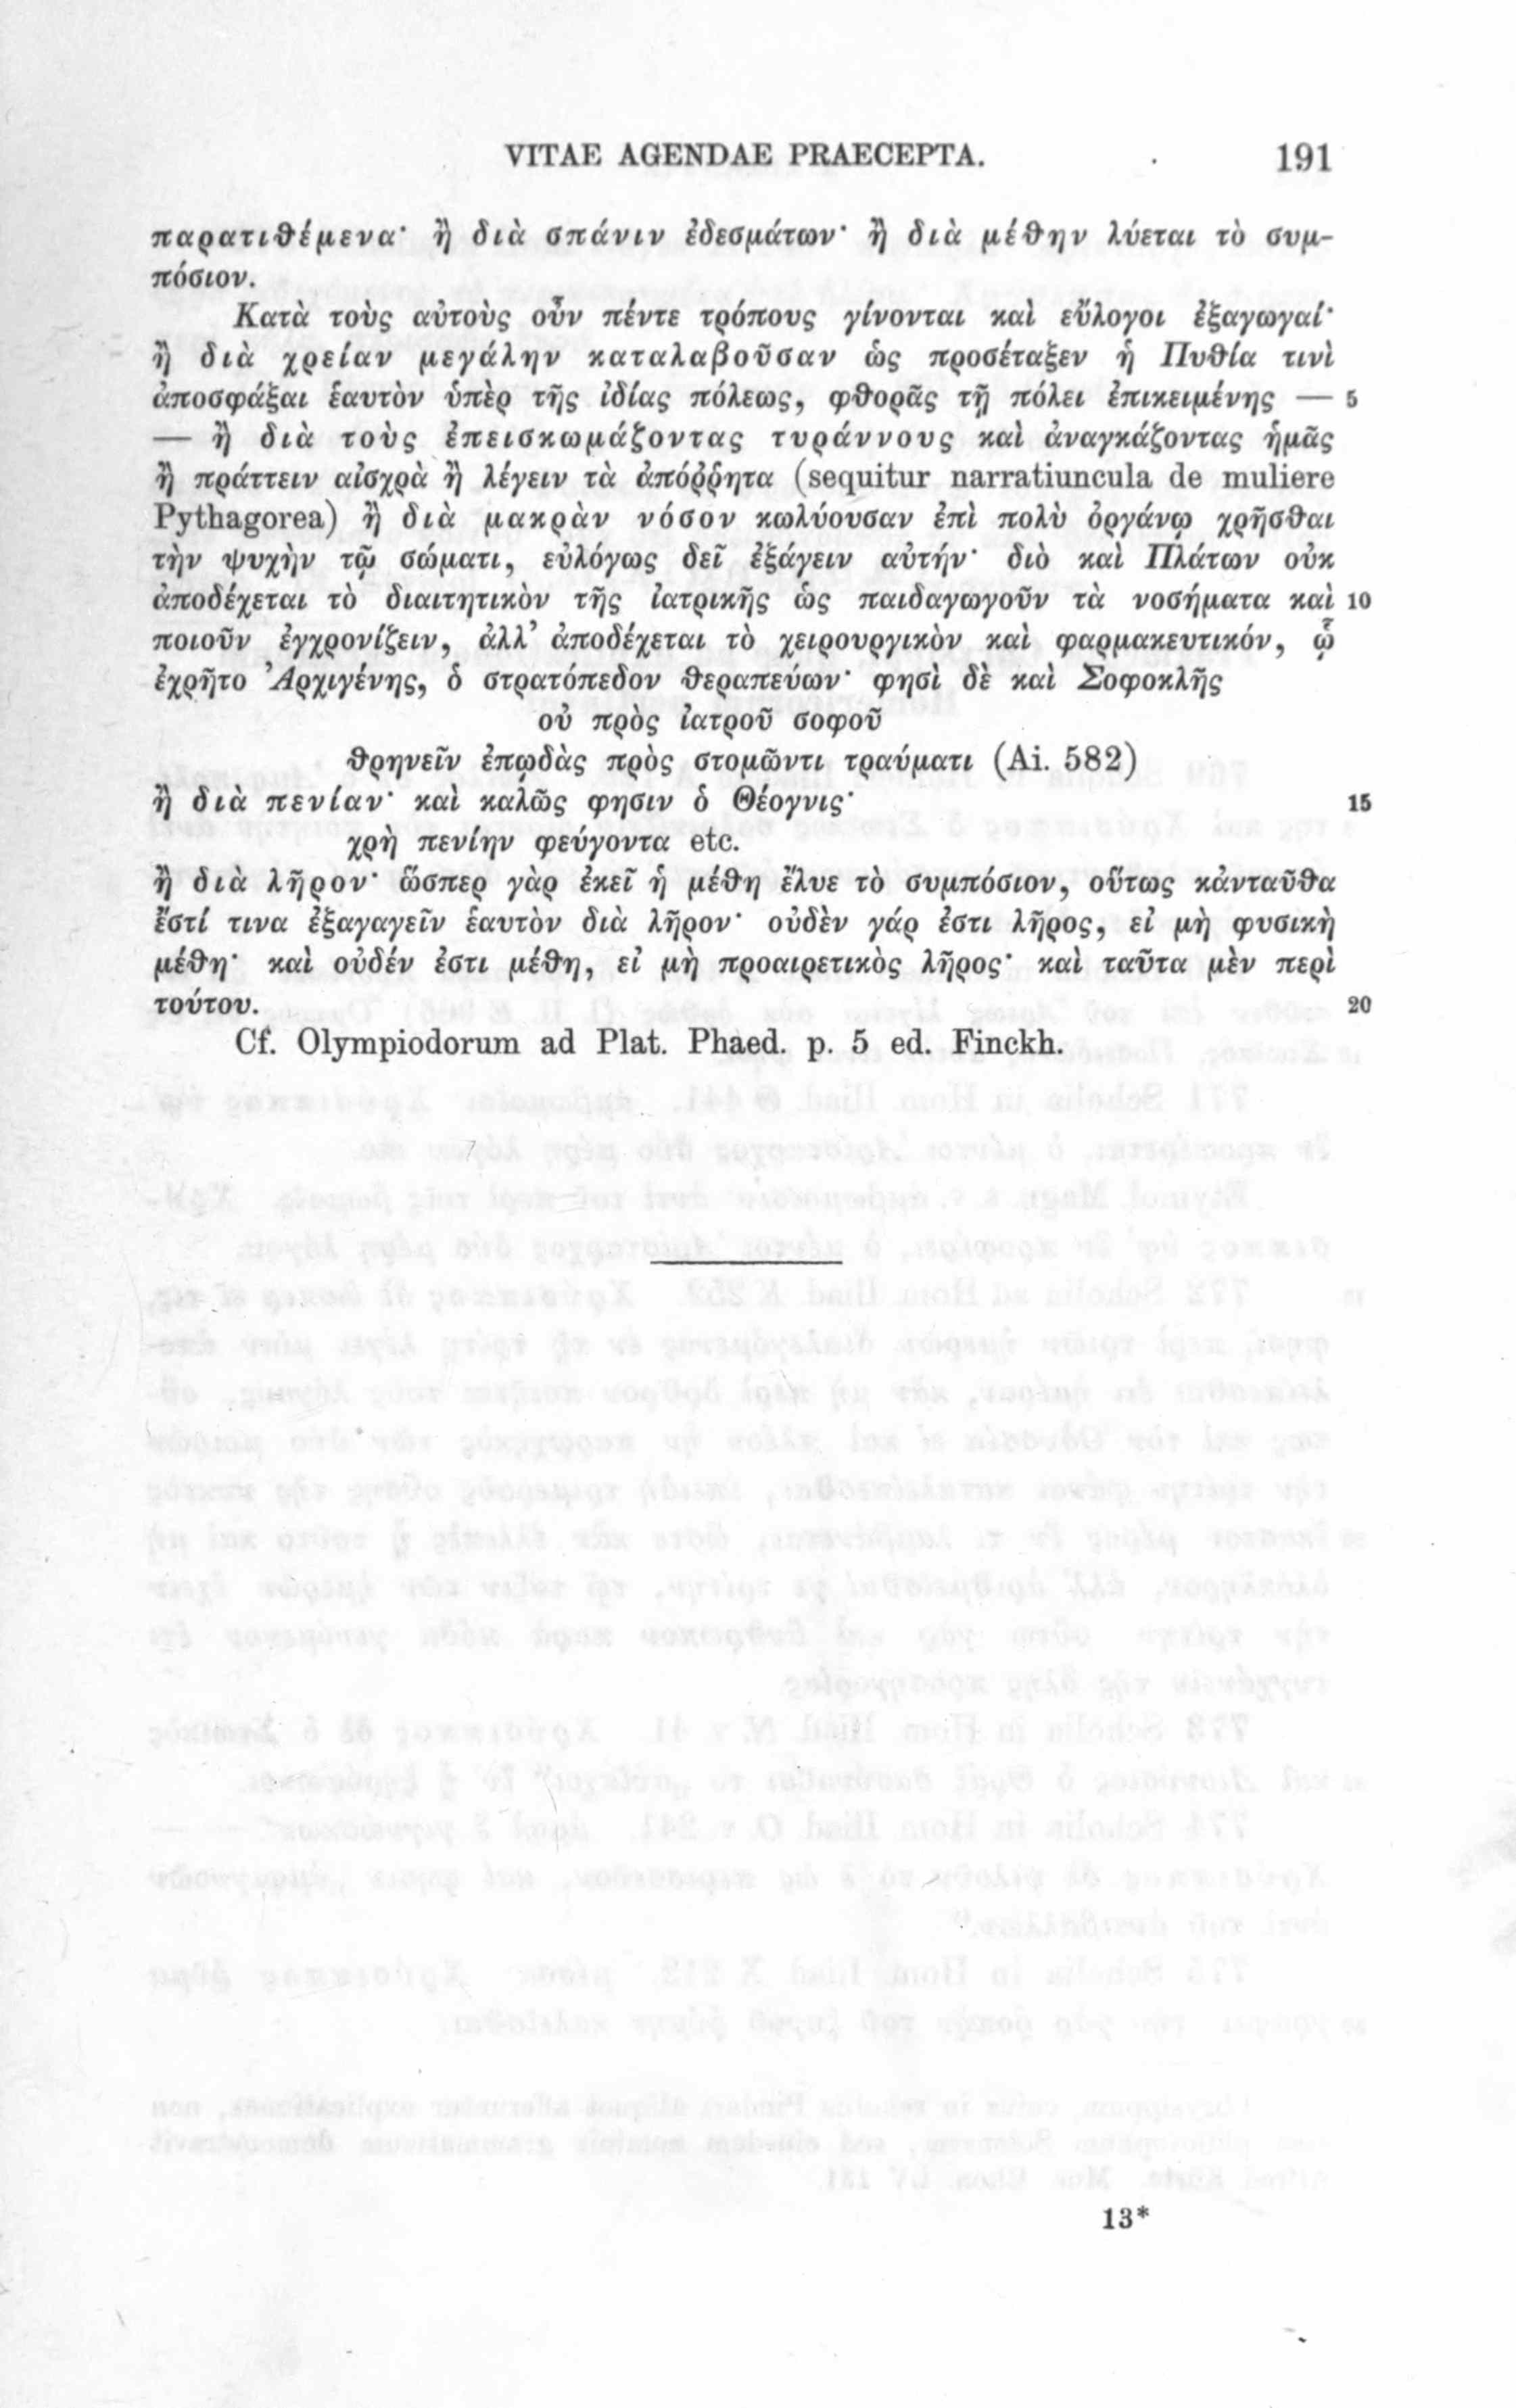 VITAE AGENDAE PRAECEPTA. 191
παρατιθέμενα· ἢ διὰ σπάνιν ἐδεσμάτων· ἢ διὰ μέθην λύεται τὸ συμ-
πόσιον.
Κατὰ τοὺς αὐτοὺς οὖν πέντε τρόπους γίνονται καὶ εὔλογοι ἐξαγωγαί·
ἢ διὰ χρείαν μεγάλην καταλαβοῦσαν ὡς προσέταξεν ἡ Πυθία τινὶ
ἀποσφάξαι ἑαυτὸν ὑπὲρ τῆς ἰδίας πόλεως, φθορᾶς τῇ πόλει ἐπικειμένης — 5
— ἢ διὰ τοὺς ἐπεισκωμάζοντας τυράννους καὶ ἀναγκάζοντας ἡμᾶς
ἢ πράττειν αἰσχρὰ ἢ λέγειν τὰ ἀπόῤῥητα (sequitur narratiuncula de muliere
Pythagorea) ἢ διὰ μακρὰν νόσον κωλύουσαν ἐπὶ πολὺ ὀργάνῳ χρῆσθαι
τὴν ψυχὴν τῷ σώματι, εὐλόγως δεῖ ἐξάγειν αὐτήν· διὸ καὶ Πλάτων οὐκ
ἀποδέχεται τὸ διαιτητικὸν τῆς ἰατρικῆς ὡς παιδαγωγοῦν τὰ νοσήματα καὶ 10
ποιοῦν ἐγχρονίζειν, ἀλλ᾽ ἀποδέχεται τὸ χειρουργικὸν καὶ φαρμακευτικόν, ᾧ
ἐχρῆτο Ἀρχιγένης, ὁ στρατόπεδον θεραπεύων· φησὶ δὲ καὶ Σοφοκλῆς
οὐ πρὸς ἰατροῦ σοφοῦ
θρηνεῖν ἐπῳδὰς πρὸς στομῶντι τραύματι (Ai. 582)
ἢ διὰ πενίαν· καὶ καλῶς φησιν ὁ Θέογνις· 15
χρὴ πενίην φεύγοντα etc.
ἢ διὰ λῆρον· ὥσπερ γὰρ ἐκεῖ ἡ μέθη ἔλυε τὸ συμπόσιον, οὕτως κἀνταῦθα
ἔστί τινα ἐξαγαγεῖν ἑαυτὸν διὰ λῆρον· οὐδὲν γάρ ἐστι λῆρος, εἰ μὴ φυσικὴ
μέθη· καὶ οὐδέν ἐστι μέθη, εἰ μὴ προαιρετικὸς λῆρος· καὶ ταῦτα μὲν περὶ
τούτου. 20
Cf. Olympiodorum ad Plat. Phaed. p. 5 ed. Finckh.
13*